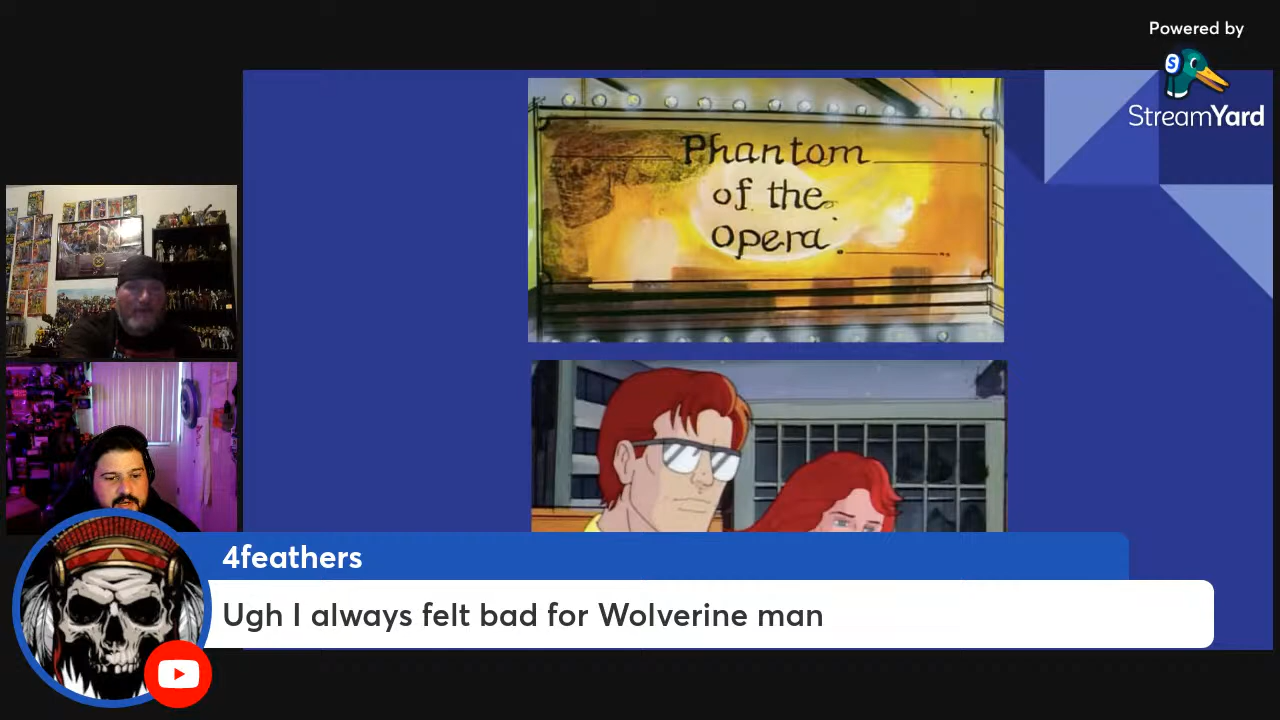 Powered by
StreamYard
Phantom
of the
Opera
4feathers
Ugh I always felt bad for Wolverine man